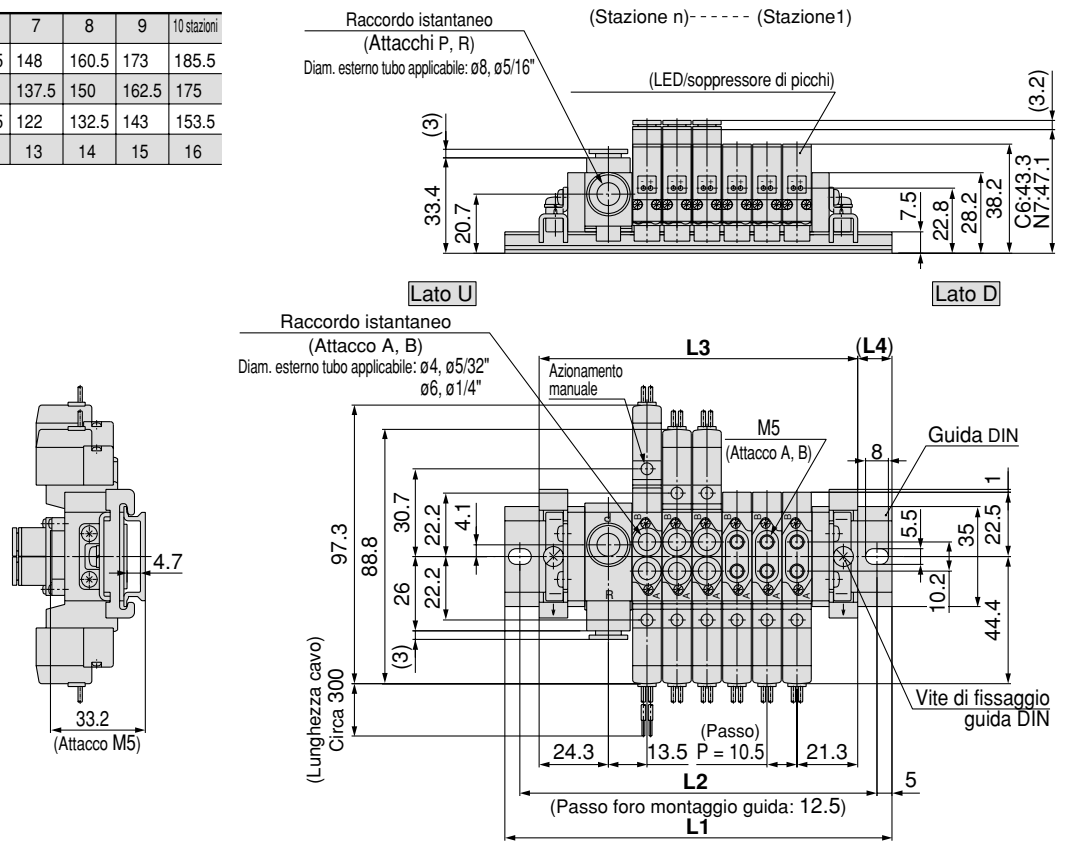 7 8 9 10 stazioni
148 160.5 173 185.5
137.5 150 162.5 175
122 132.5 143 153.5
13 14 15 16
(Stazione n)- - - - - - (Stazione1)
Raccordo istantaneo
(Attacchi P, R)
Diam. esterno tubo applicabile: ø8, ø5/16"
(LED/soppressore di picchi)
(3)
33.4
20.7
7.5
22.8
28.2
38.2
C6:43.3
N7:47.1
(3.2)
Lato U
Lato D
Raccordo istantaneo
(Attacco A, B)
Diam. esterno tubo applicabile: ø4, ø5/32"
ø6, ø1/4"
Azionamento
manuale
L3
(L4)
M5
(Attacco A, B)
Guida DIN
8
1
97.3
88.8
30.7
22.2
4.1
26
22.2
(3)
5.5
35
22.5
10.2
44.4
B B B B B B
A A A A A A
R
4.7
33.2
(Attacco M5)
(Lunghezza cavo)
Circa 300
Vite di fissaggio
guida DIN
24.3
13.5
(Passo)
P = 10.5
21.3
L2
5
(Passo foro montaggio guida: 12.5)
L1